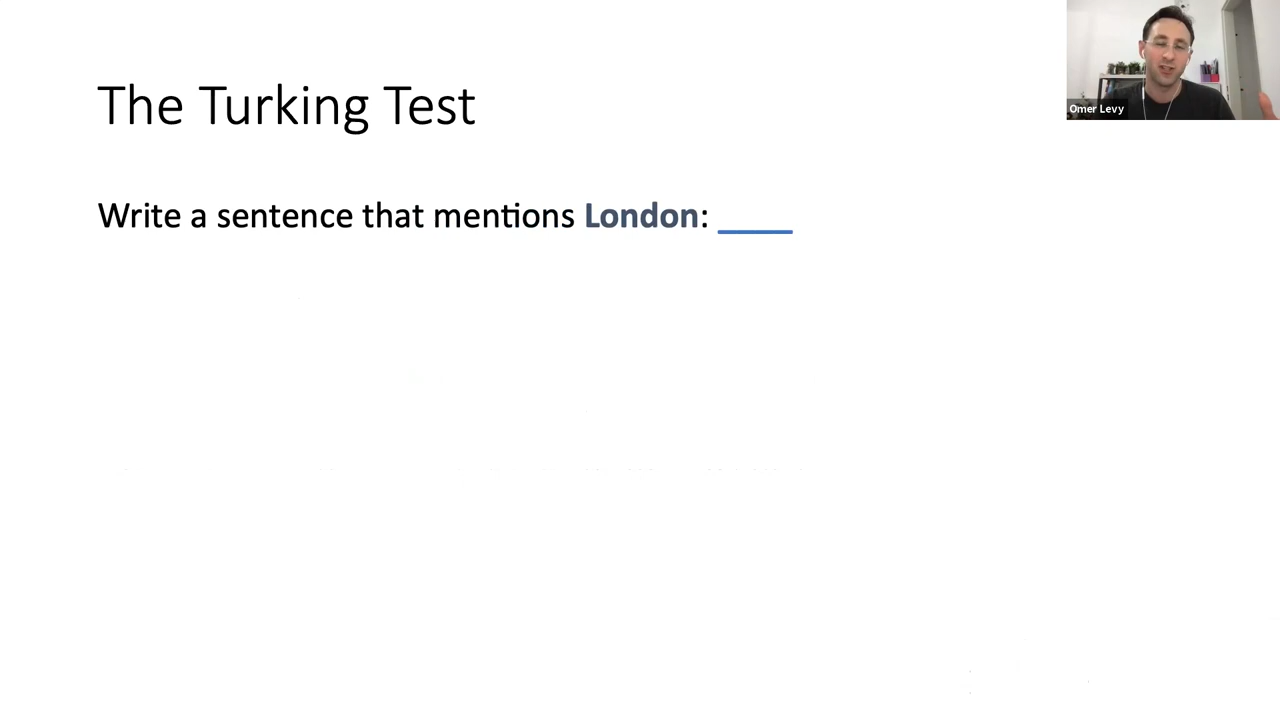 The Turking Test
Omer Levy
Write a sentence that mentions London: ____